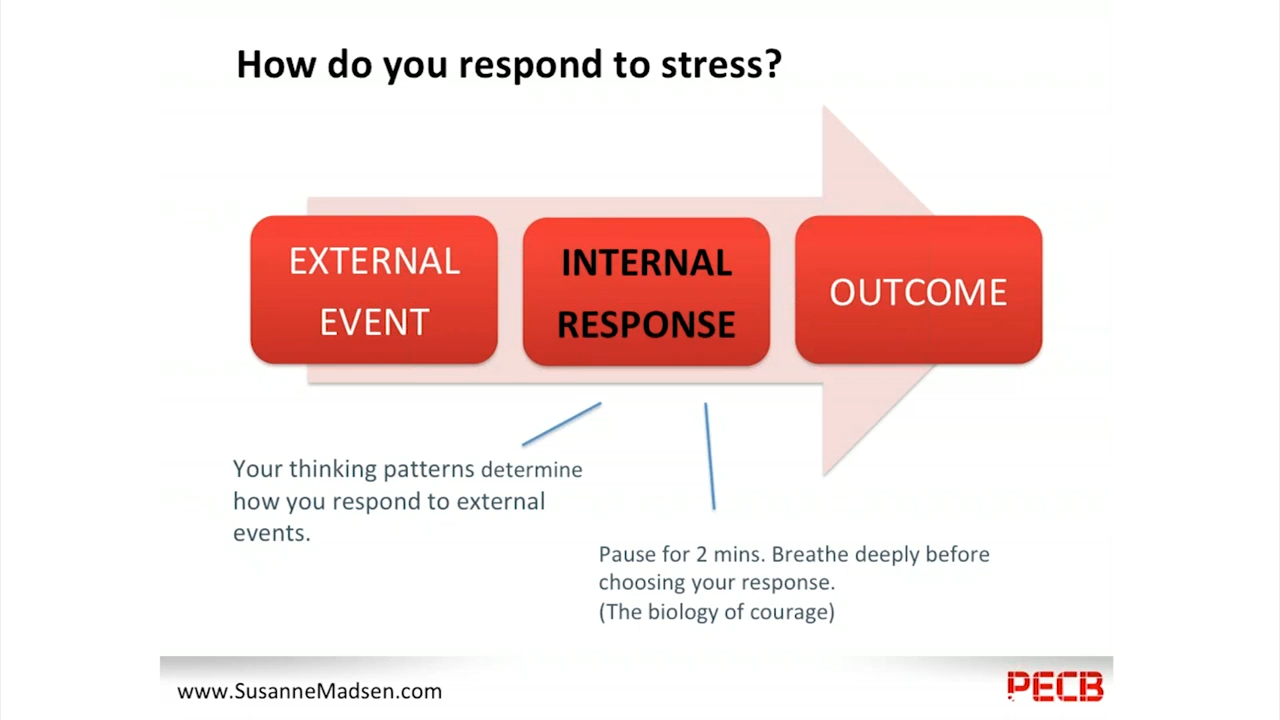 How do you respond to stress?
EXTERNAL
EVENT
INTERNAL
RESPONSE
OUTCOME
Your thinking patterns determine
how you respond to external
events.
Pause for 2 mins. Breathe deeply before
choosing your response.
(The biology of courage)
www.SusanneMadsen.com
PECB